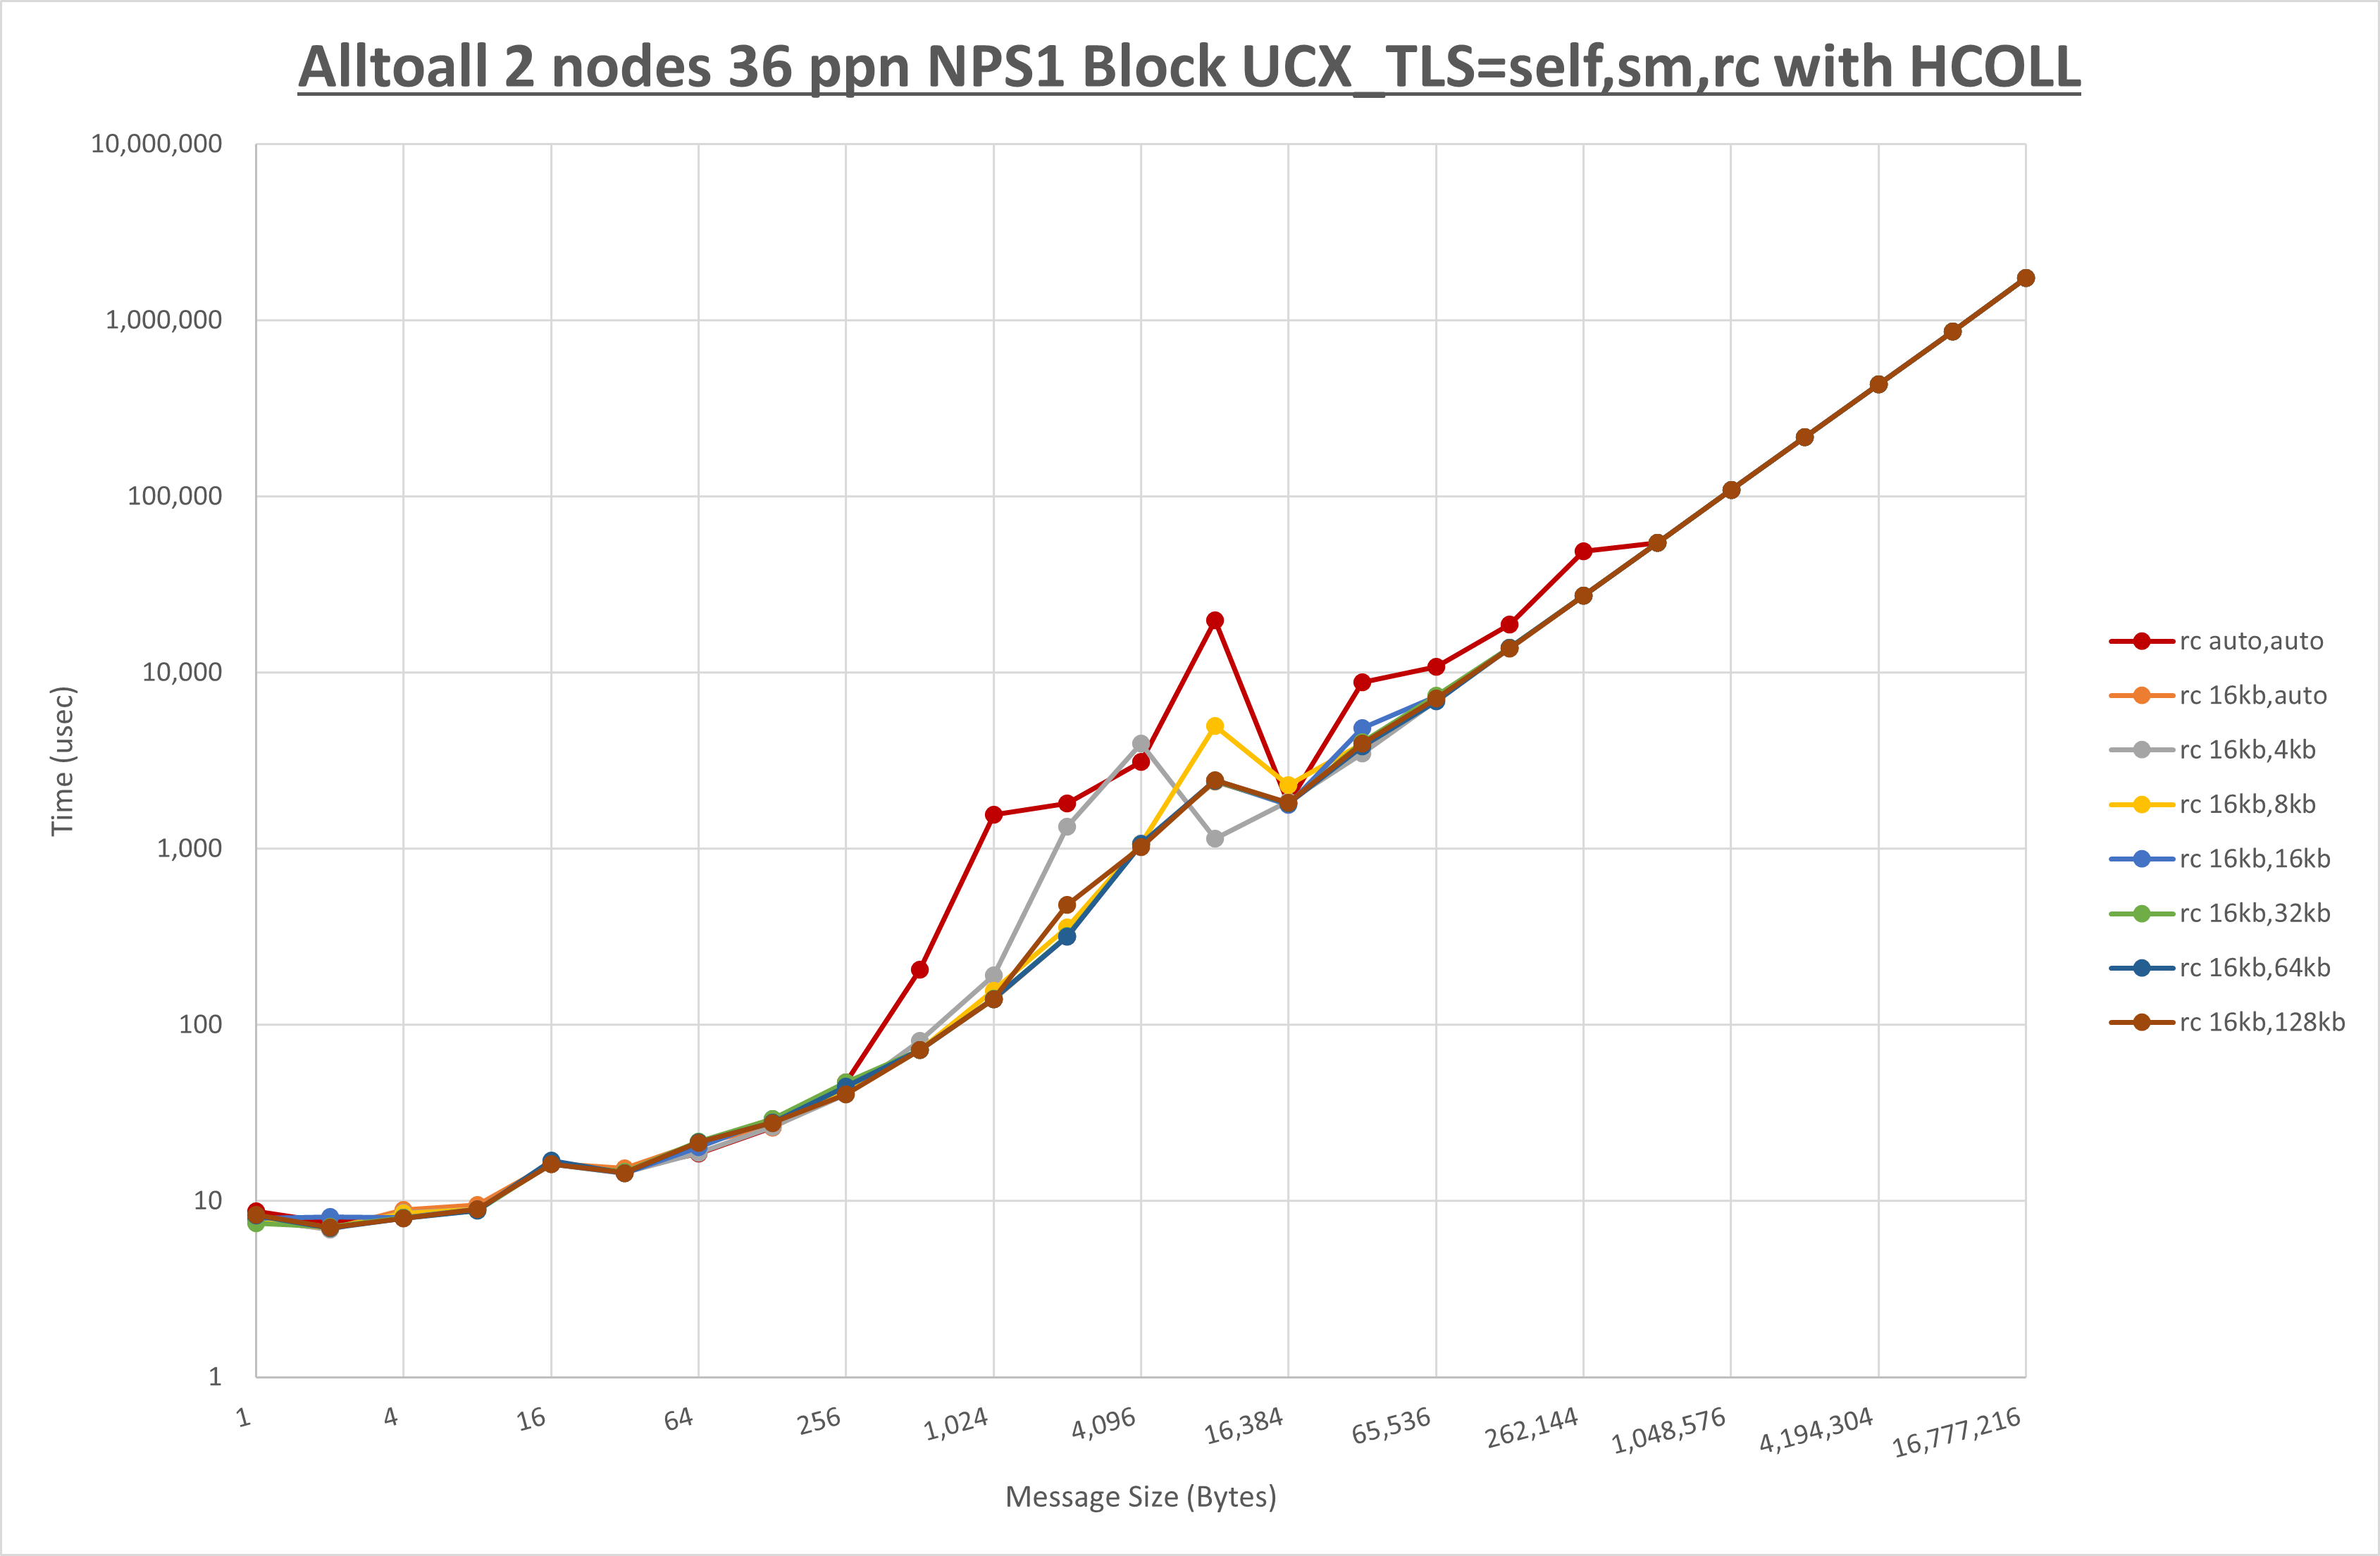 Alltoall 2 nodes 36 ppn NPS1 Block UCX_TLS=self,sm,rc with HCOLL
10,000,000
1,000,000
100,000
10,000
1,000
100
10
1
Time (usec)
1
4
16
64
256
1,024
4,096
16,384
65,536
262,144
1,048,576
4,194,304
16,777,216
Message Size (Bytes)
rc auto,auto
rc 16kb,auto
rc 16kb,4kb
rc 16kb,8kb
rc 16kb,16kb
rc 16kb,32kb
rc 16kb,64kb
rc 16kb,128kb